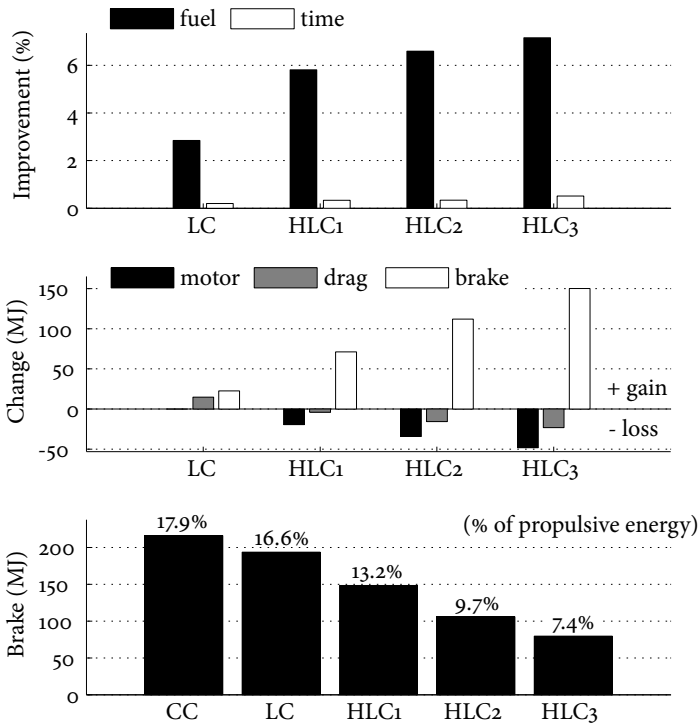 fuel time
Improvement (%)
6
4
2
0
LC HLC1 HLC2 HLC3
motor drag brake
Change (MJ)
150
100
50
0
-50
+ gain
- loss
LC HLC1 HLC2 HLC3
(% of propulsive energy)
Brake (MJ)
200
150
100
50
0
17.9% 16.6% 13.2% 9.7% 7.4%
CC LC HLC1 HLC2 HLC3